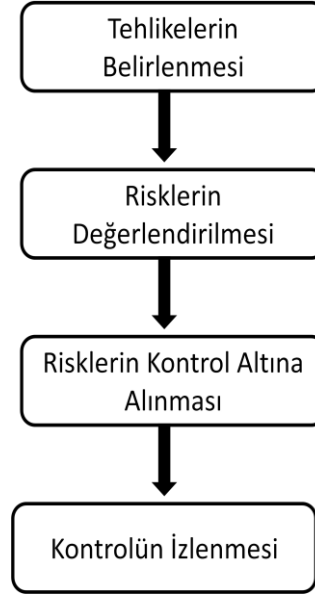 Tehlikelerin
Belirlenmesi
Risklerin
Değerlendirilmesi
Risklerin Kontrol Altına
Alınması
Kontrolün İzlenmesi